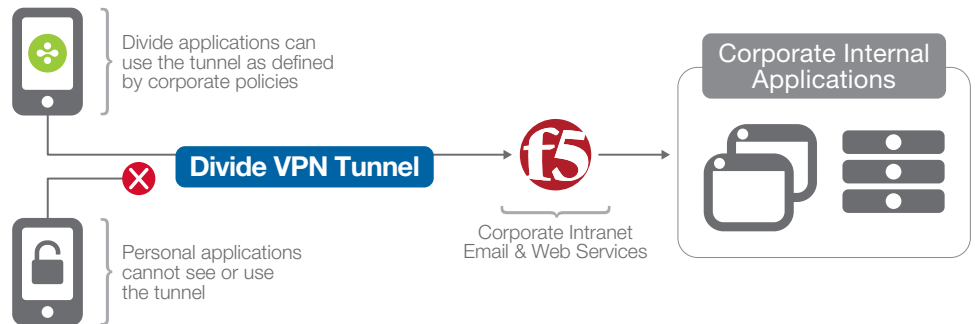 Divide applications can
use the tunnel as defined
by corporate policies
Corporate Internal
Applications
Divide VPN Tunnel
f5
Corporate Intranet
Email & Web Services
Personal applications
cannot see or use
the tunnel